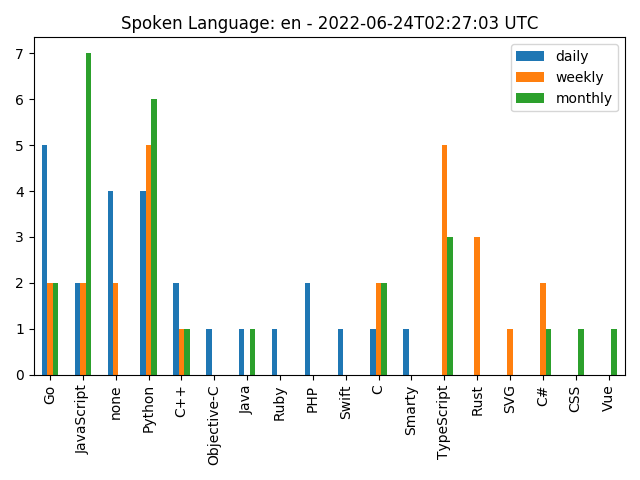 Spoken Language: en - 2022-06-24T02:27:03 UTC
daily
weekly
monthly
7
6
5
4
3
2
1
0
Go
JavaScript
none
Python
C++
Objective-C
Java
Ruby
PHP
Swift
C
Smarty
TypeScript
Rust
SVG
C#
CSS
Vue